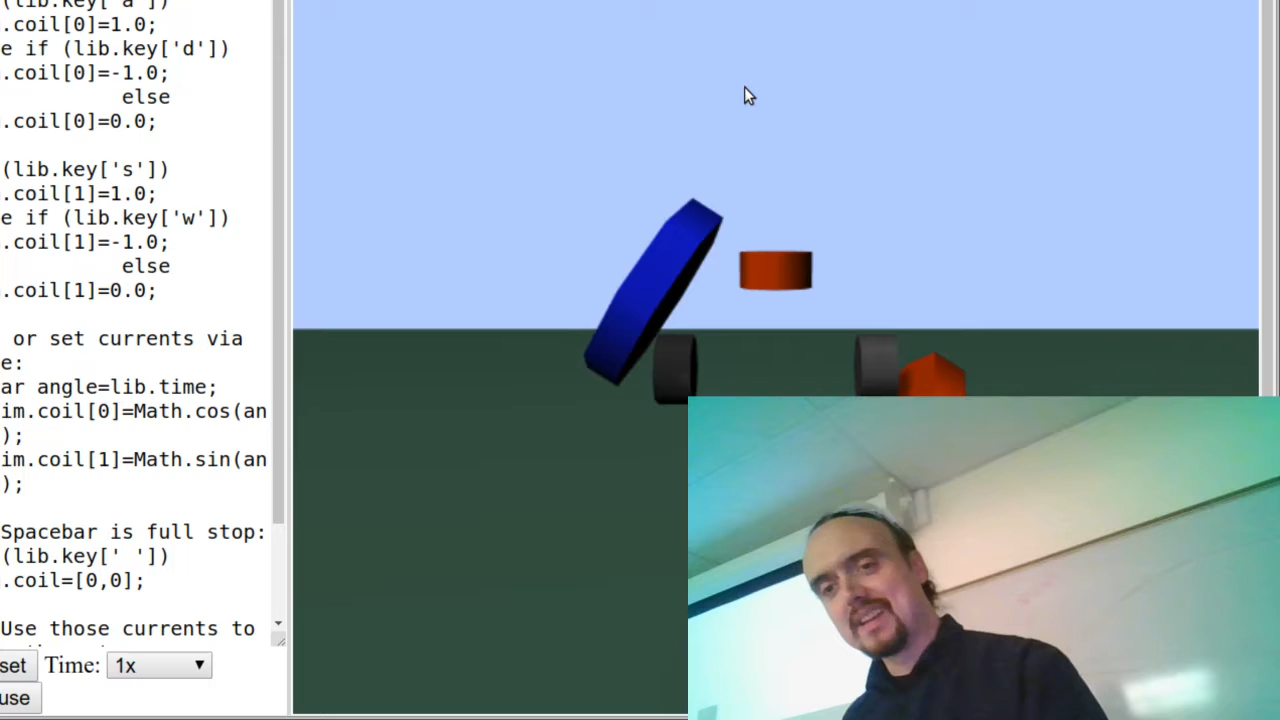 (lib.key['a'])
.coil[0]=1.0;
e if (lib.key['d'])
.coil[0]=-1.0;
else
.coil[0]=0.0;
(lib.key['s'])
.coil[1]=1.0;
e if (lib.key['w'])
.coil[1]=-1.0;
else
.coil[1]=0.0;
or set currents via
e:
ar angle=lib.time;
im.coil[0]=Math.cos(an
);
im.coil[1]=Math.sin(an
);
Spacebar is full stop:
(lib.key[' '])
.coil=[0,0];
Use those currents to
set Time: 1x
use